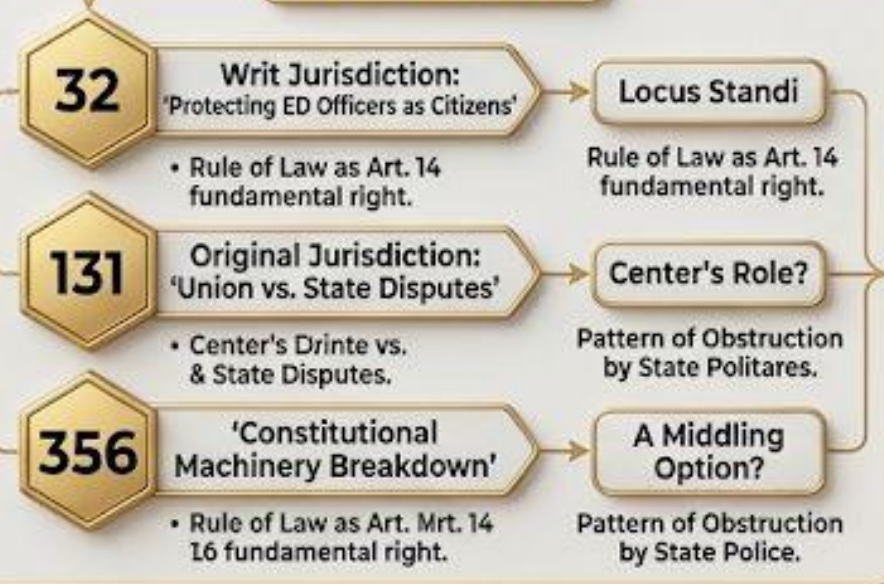 32
Writ Jurisdiction:
'Protecting ED Officers as Citizens'
• Rule of Law as Art. 14
fundamental right.
Locus Standi
Rule of Law as Art. 14
fundamental right.
131
Original Jurisdiction:
'Union vs. State Disputes'
• Center's Drinte vs.
& State Disputes.
Center's Role?
Pattern of Obstruction
by State Politares.
356
'Constitutional
Machinery Breakdown'
• Rule of Law as Art. Mrt. 14
16 fundamental right.
A Middling
Option?
Pattern of Obstruction
by State Police.